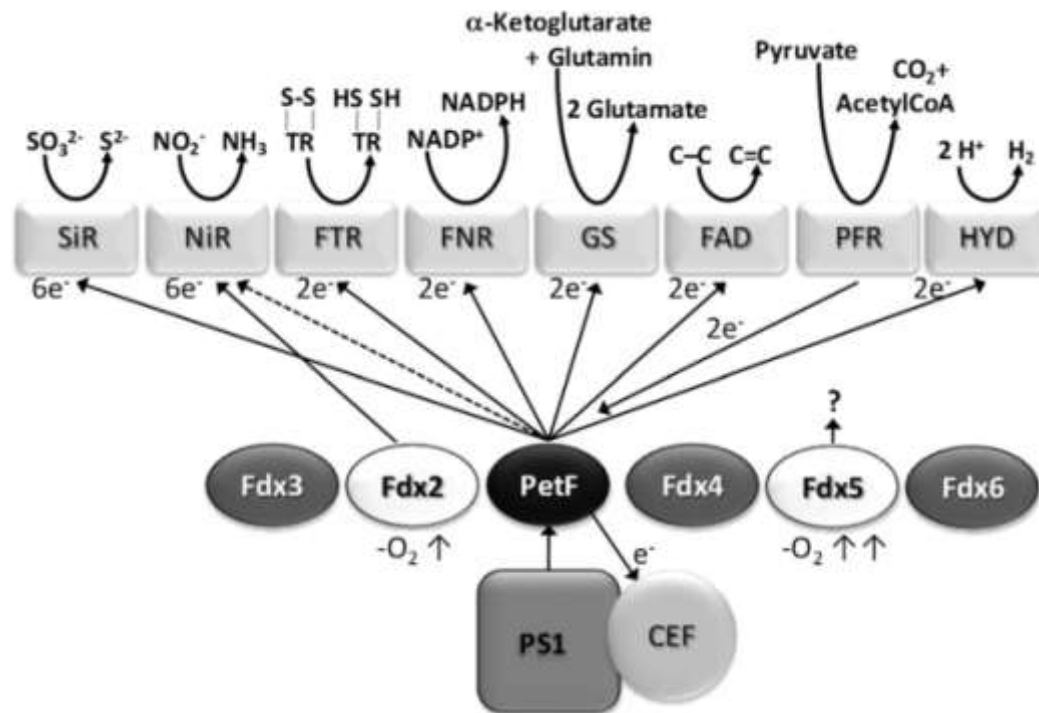 α-Ketoglutarate
+ Glutamin
2 Glutamate
Pyruvate
CO₂+
AcetylCoA
S-S
HS SH
TR
TR
NADPH
NADP⁺
SO₃²⁻ S²⁻
NO₂⁻ NH₃
C–C C=C
2 H⁺ H₂
SiR NiR FTR FNR GS FAD PFR HYD
6e⁻ 6e⁻ 2e⁻ 2e⁻ 2e⁻ 2e⁻ 2e⁻
2e⁻
?
Fdx3 Fdx2 PetF Fdx4 Fdx5 Fdx6
-O₂ ↑ -O₂ ↑ ↑
e⁻
PS1 CEF